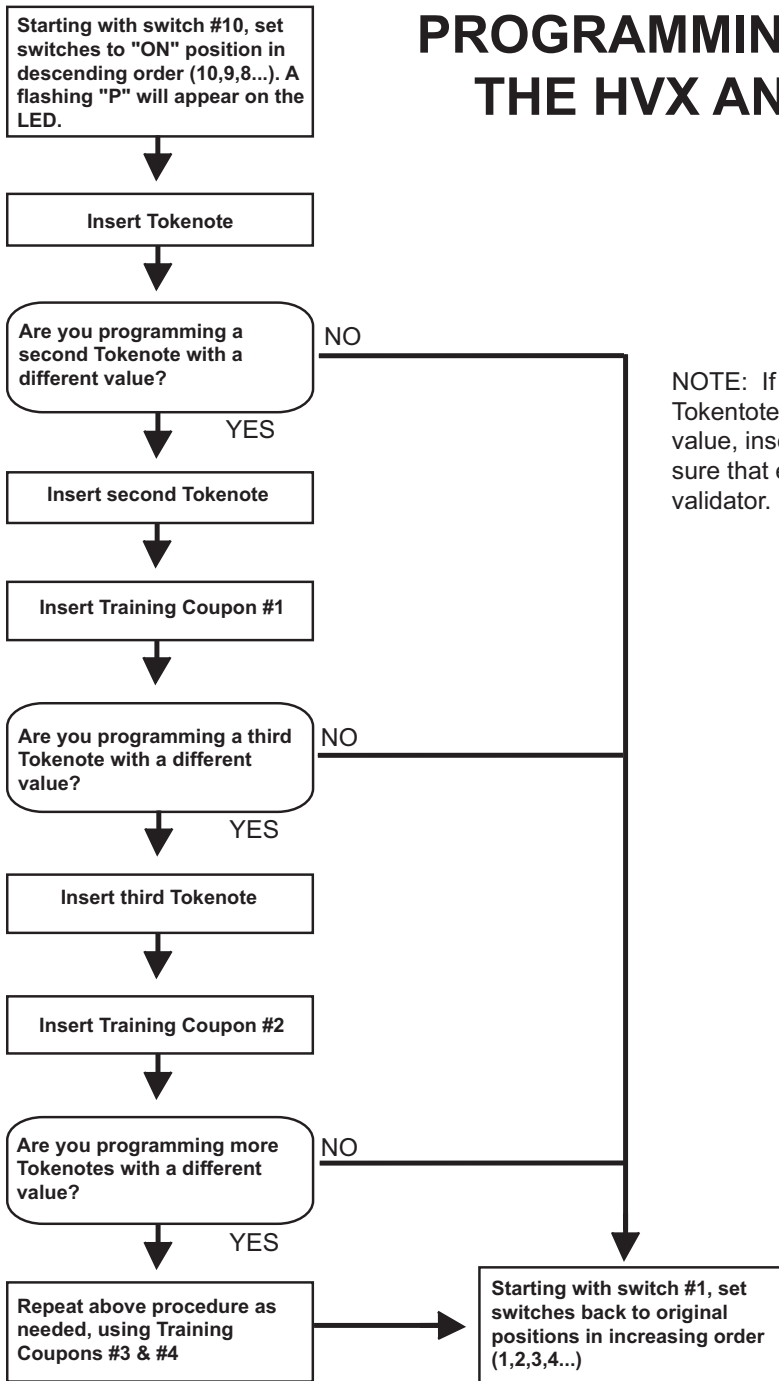 PROGRAMMIN
THE HVX AN
Starting with switch #10, set
switches to "ON" position in
descending order (10,9,8...). A
flashing "P" will appear on the
LED.
Insert Tokenote
Are you programming a
second Tokenote with a
different value?
NO
YES
NOTE: If
Tokentote
value, inse
sure that e
validator.
Insert second Tokenote
Insert Training Coupon #1
Are you programming a third
Tokenote with a different
value?
NO
YES
Insert third Tokenote
Insert Training Coupon #2
Are you programming more
Tokenotes with a different
value?
NO
YES
Repeat above procedure as
needed, using Training
Coupons #3 & #4
Starting with switch #1, set
switches back to original
positions in increasing order
(1,2,3,4...)